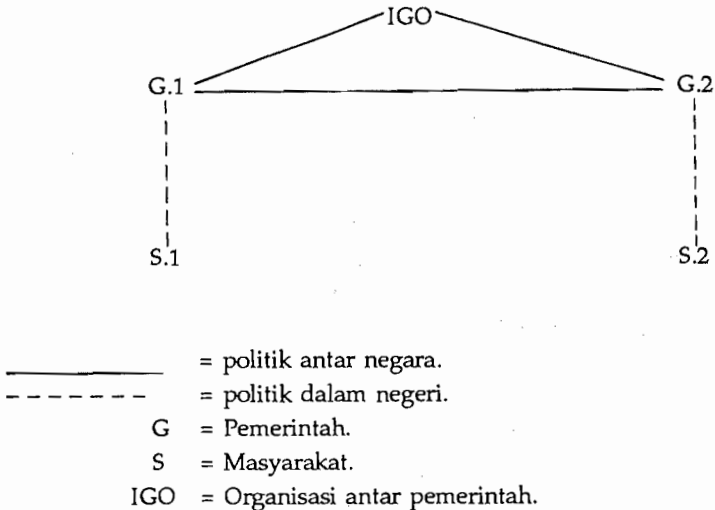 IGO
G.1 G.2
S.1 S.2
= politik antar negara.
= politik dalam negeri.
G = Pemerintah.
S = Masyarakat.
IGO = Organisasi antar pemerintah.